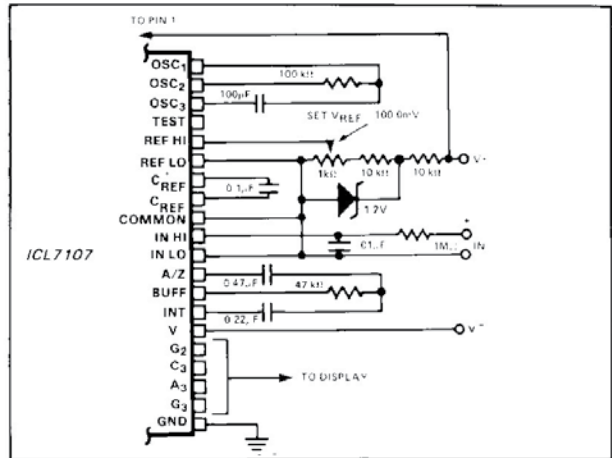 TO PIN 1
OSC1
100 kΩ
OSC2
100µF
OSC3
TEST
SET VREF
100.0mV
REF HI
REF LO
1kΩ
10 kΩ
10 kΩ
C+REF
0.1µF
1.2V
CREF
COMMON
IN HI
+
.01µF
1MΩ
IN
ICL7107
IN LO
A/Z
0.47µF
47 kΩ
BUFF
INT
0.22µF
V
V-
G2
C3
TO DISPLAY
A3
G3
GND